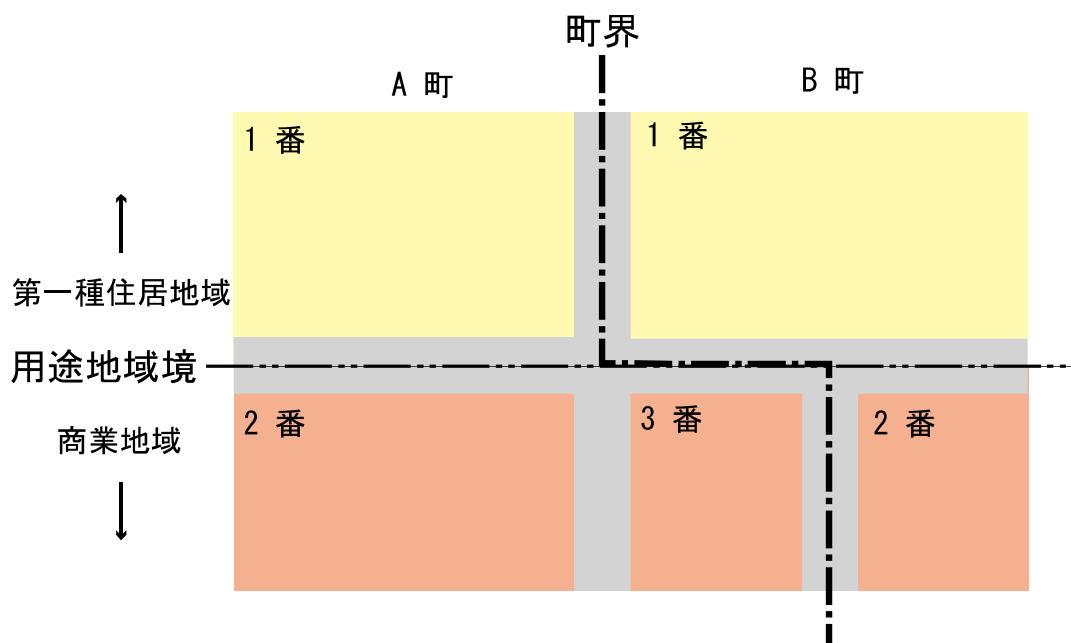 町界
A 町
B 町
1 番
1 番
第一種住居地域
用途地域境
2 番
3 番
2 番
商業地域